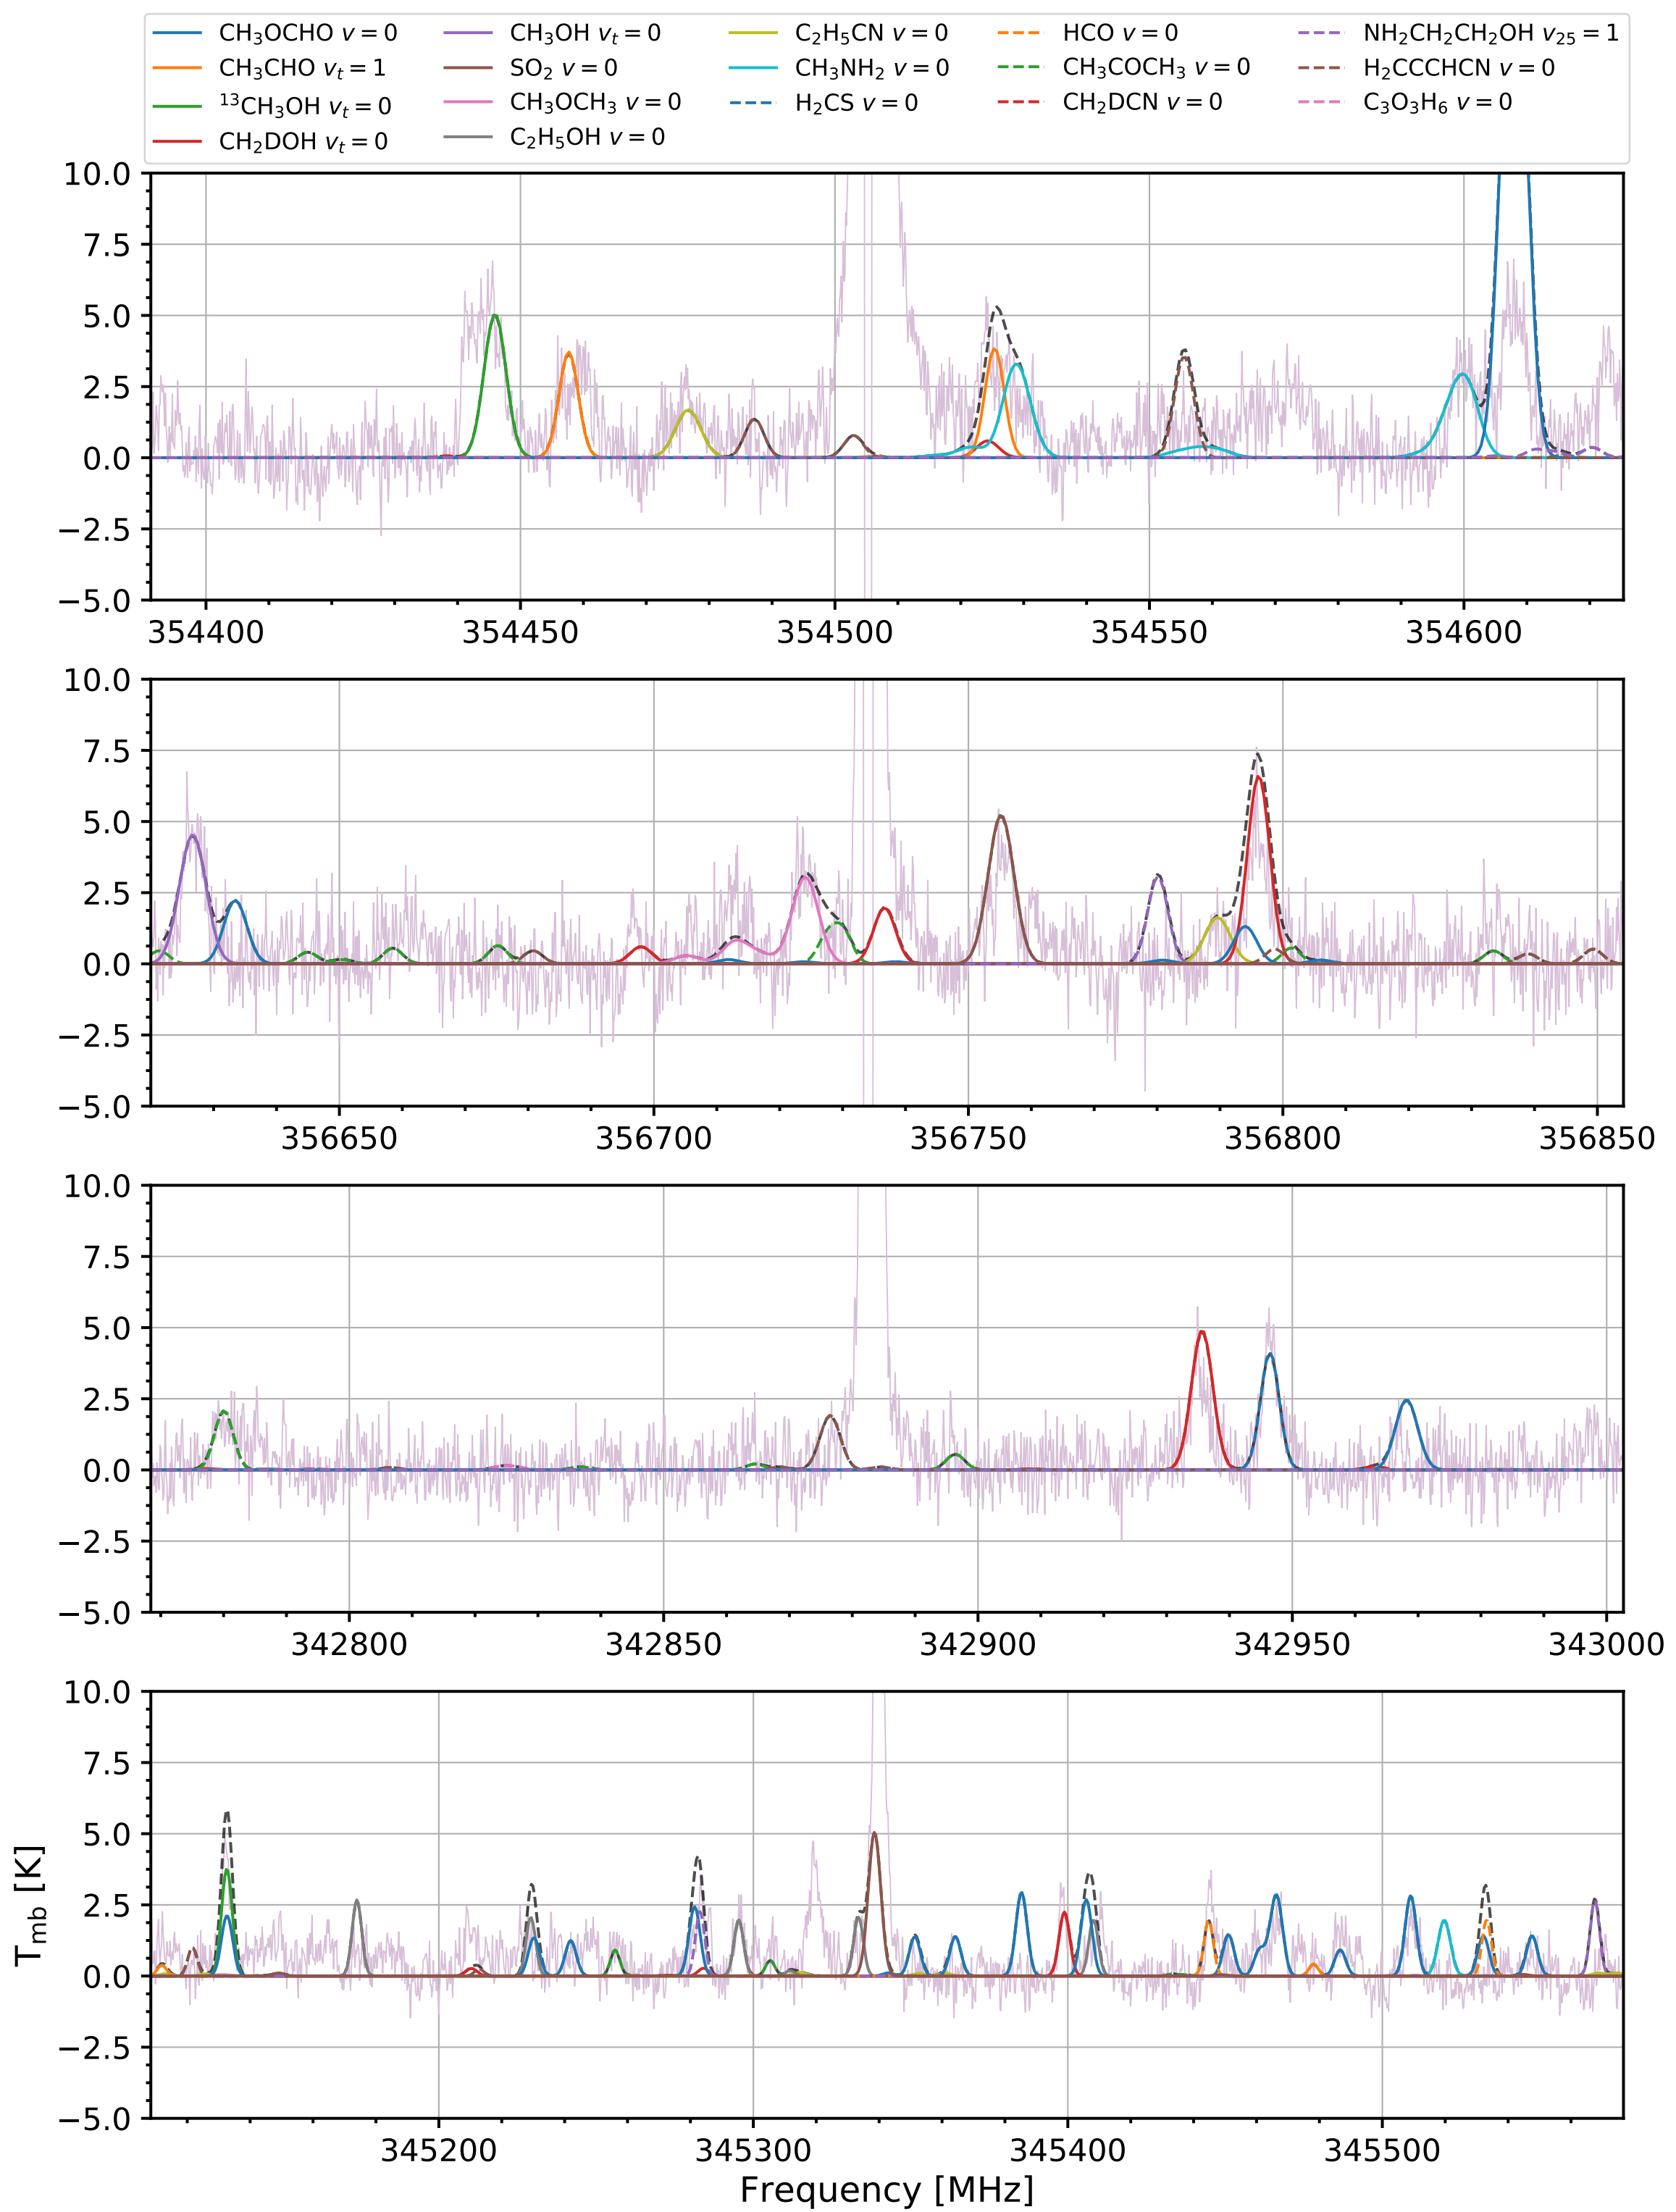 CH₃OCHO v = 0 CH₃OH vₜ = 0 C₂H₅CN v = 0 HCO v = 0 NH₂CH₂CH₂OH v₂₅ = 1
CH₃CHO vₜ = 1 SO₂ v = 0 CH₃NH₂ v = 0 CH₃COCH₃ v = 0 H₂CCCHCN v = 0
¹³CH₃OH vₜ = 0 CH₃OCH₃ v = 0 H₂CS v = 0 CH₂DCN v = 0 C₃O₃H₆ v = 0
CH₂DOH vₜ = 0 C₂H₅OH v = 0
10.0
7.5
5.0
2.5
0.0
−2.5
−5.0
354400 354450 354500 354550 354600
10.0
7.5
5.0
2.5
0.0
−2.5
−5.0
356650 356700 356750 356800 356850
10.0
7.5
5.0
2.5
0.0
−2.5
−5.0
342800 342850 342900 342950 343000
10.0
7.5
5.0
2.5
0.0
−2.5
−5.0
345200 345300 345400 345500
T_mb [K]
Frequency [MHz]